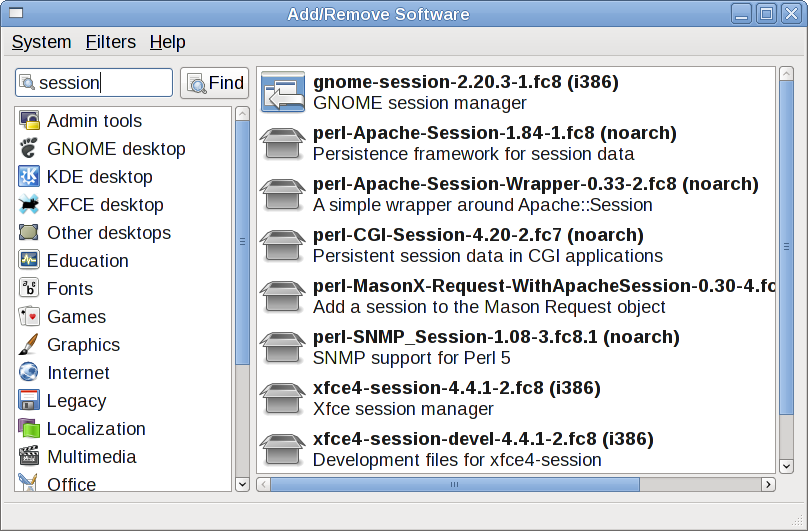 Add/Remove Software
System Filters Help
session
Find
Admin tools
GNOME desktop
KDE desktop
XFCE desktop
Other desktops
Education
Fonts
Games
Graphics
Internet
Legacy
Localization
Multimedia
Office
gnome-session-2.20.3-1.fc8 (i386)
GNOME session manager
perl-Apache-Session-1.84-1.fc8 (noarch)
Persistence framework for session data
perl-Apache-Session-Wrapper-0.33-2.fc8 (noarch)
A simple wrapper around Apache::Session
perl-CGI-Session-4.20-2.fc7 (noarch)
Persistent session data in CGI applications
perl-MasonX-Request-WithApacheSession-0.30-4.fc
Add a session to the Mason Request object
perl-SNMP_Session-1.08-3.fc8.1 (noarch)
SNMP support for Perl 5
xfce4-session-4.4.1-2.fc8 (i386)
Xfce session manager
xfce4-session-devel-4.4.1-2.fc8 (i386)
Development files for xfce4-session